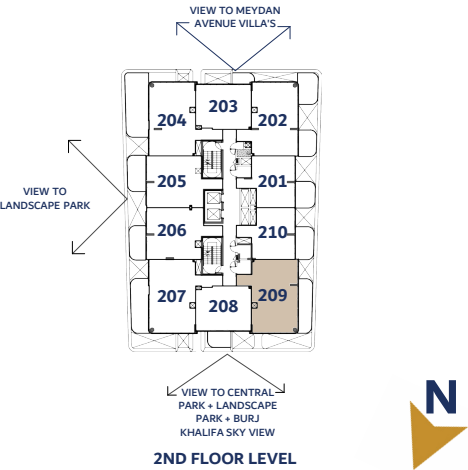 VIEW TO MEYDAN
AVENUE VILLA'S
204
203
202
205
201
VIEW TO
LANDSCAPE PARK
206
210
207
208
209
VIEW TO CENTRAL
PARK + LANDSCAPE
PARK + BURJ
KHALIFA SKY VIEW
N
2ND FLOOR LEVEL